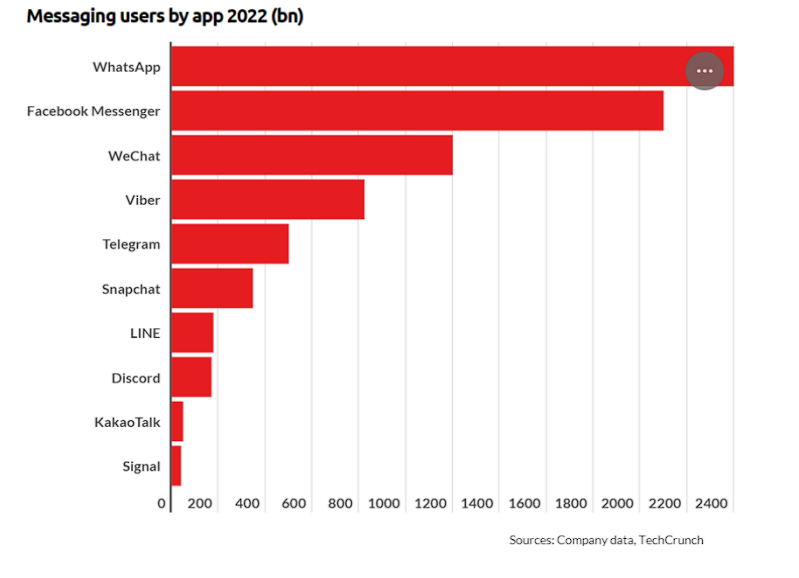 Messaging users by app 2022 (bn)
WhatsApp
Facebook Messenger
WeChat
Viber
Telegram
Snapchat
LINE
Discord
KakaoTalk
Signal
0 200 400 600 800 1000 1200 1400 1600 1800 2000 2200 2400
Sources: Company data, TechCrunch